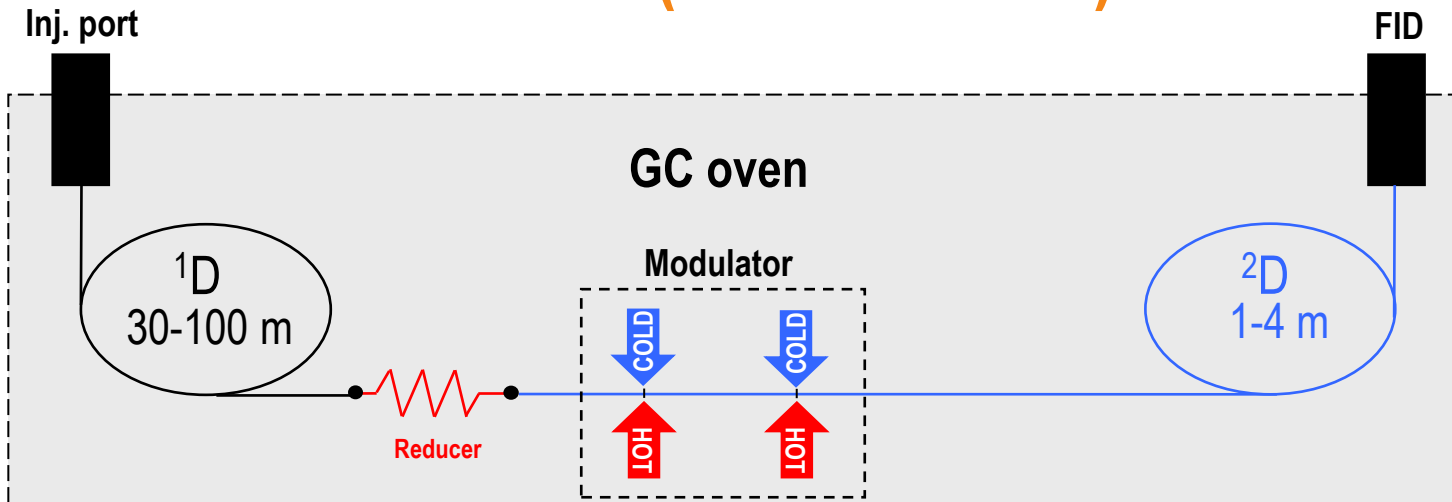 Inj. port
FID
GC oven
¹D
30-100 m
Modulator
COLD
COLD
²D
1-4 m
Reducer
HOT
HOT